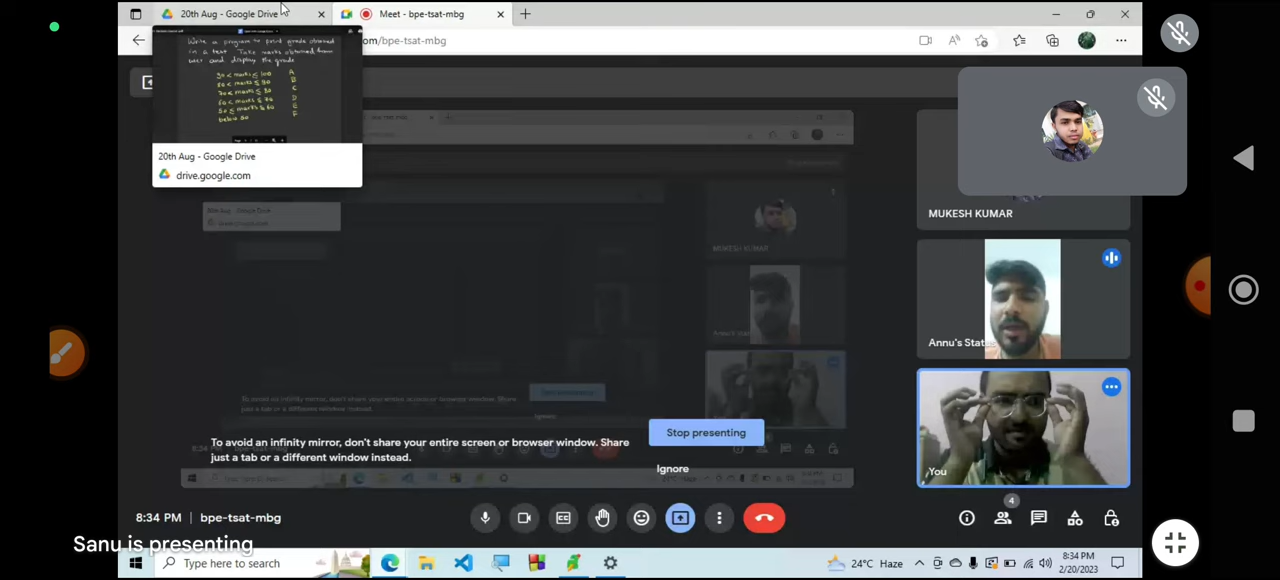 20th Aug - Google Drive
Meet - bpe-tsat-mbg
om/bpe-tsat-mbg
Write a program to print grade obtained
in a test. Take marks obtained from
user and display the grade
90 < marks ≤ 100 A
80 < marks ≤ 90 B
70 < marks ≤ 80 C
60 < marks ≤ 70 D
50 ≤ marks ≤ 60 E
below 50 F
20th Aug - Google Drive
drive.google.com
MUKESH KUMAR
MUKESH KUMAR
Annu's Stat
To avoid an infinity mirror, don't share your entire screen or browser window. Share
just a tab or a different window instead.
Stop presenting
Ignore
You
4
8:34 PM
bpe-tsat-mbg
Sanu is presenting
Type here to search
24°C Haze
8:34 PM
2/20/2023